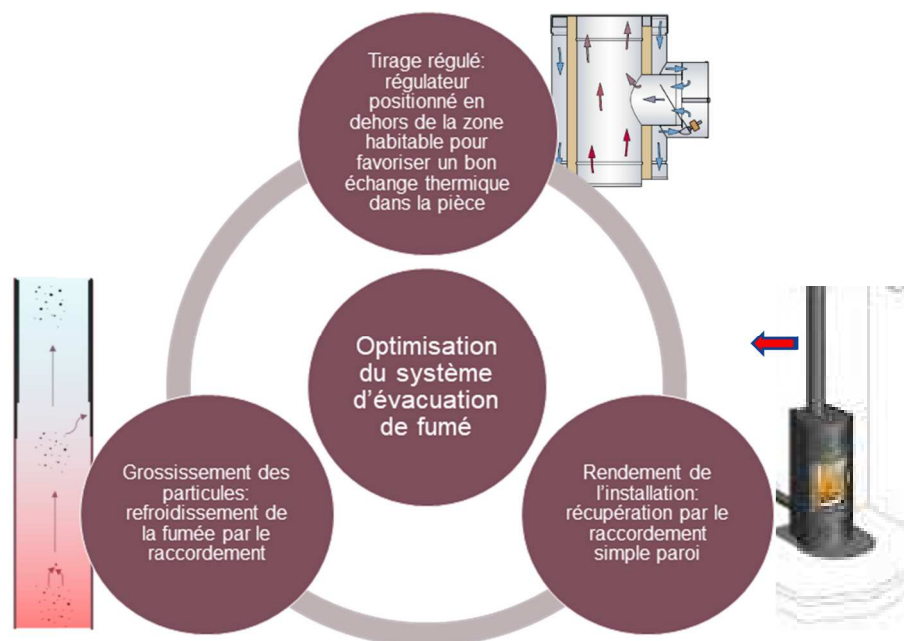 Tirage régulé:
régulateur
positionné en
dehors de la zone
habitable pour
favoriser un bon
échange thermique
dans la pièce
Optimisation
du système
d'évacuation
de fumé
Grossissement des
particules:
refroidissement de
la fumée par le
raccordement
Rendement de
l'installation:
récupération par le
raccordement
simple paroi